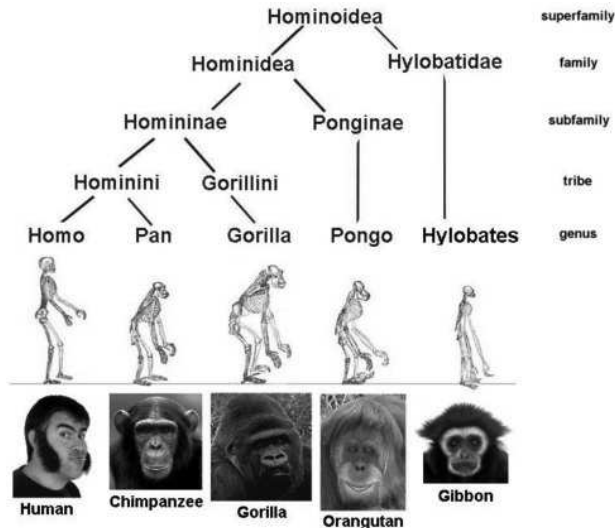 Hominoidea superfamily
Hominidea Hylobatidae family
Homininae Ponginae subfamily
Hominini Gorillini tribe
Homo Pan Gorilla Pongo Hylobates genus
Human Chimpanzee Gorilla Orangutan Gibbon